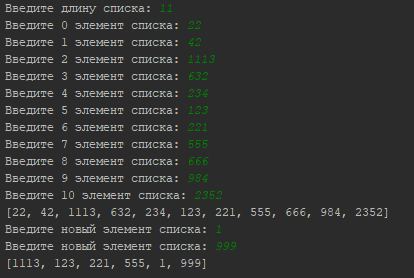 Введите длину списка: 11
Введите 0 элемент списка: 22
Введите 1 элемент списка: 42
Введите 2 элемент списка: 1113
Введите 3 элемент списка: 632
Введите 4 элемент списка: 234
Введите 5 элемент списка: 123
Введите 6 элемент списка: 221
Введите 7 элемент списка: 555
Введите 8 элемент списка: 666
Введите 9 элемент списка: 984
Введите 10 элемент списка: 2352
[22, 42, 1113, 632, 234, 123, 221, 555, 666, 984, 2352]
Введите новый элемент списка: 1
Введите новый элемент списка: 999
[1113, 123, 221, 555, 1, 999]